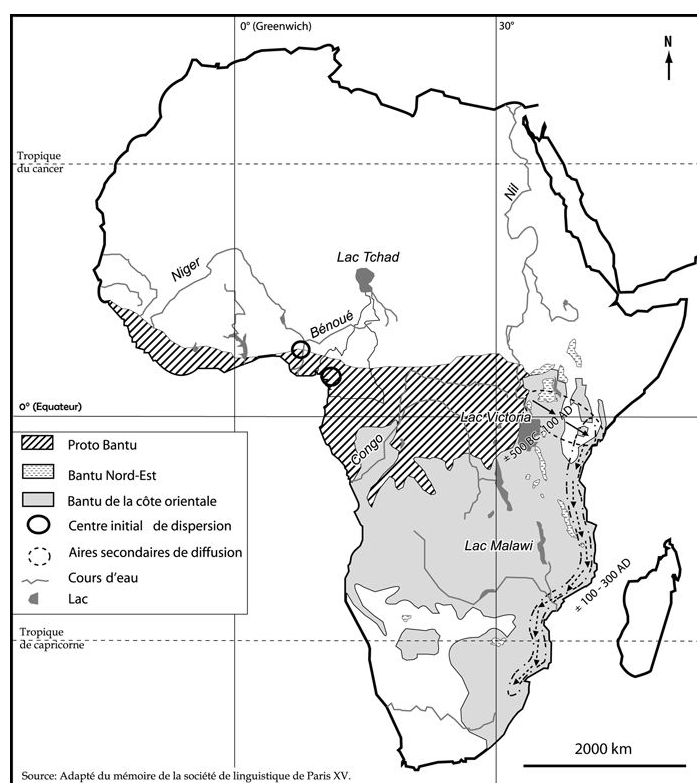 0° (Greenwich)
30°
N
Tropique
du cancer
Nil
Lac Tchad
Niger
Bénoué
0° (Equateur)
Lac Victoria
± 500 BC - 100 AD
Congo
Proto Bantu
Bantu Nord-Est
Bantu de la côte orientale
Centre initial de dispersion
Aires secondaires de diffusion
Cours d'eau
Lac
Lac Malawi
± 100 - 300 AD
Tropique
de capricorne
2000 km
Source: Adapté du mémoire de la société de linguistique de Paris XV.